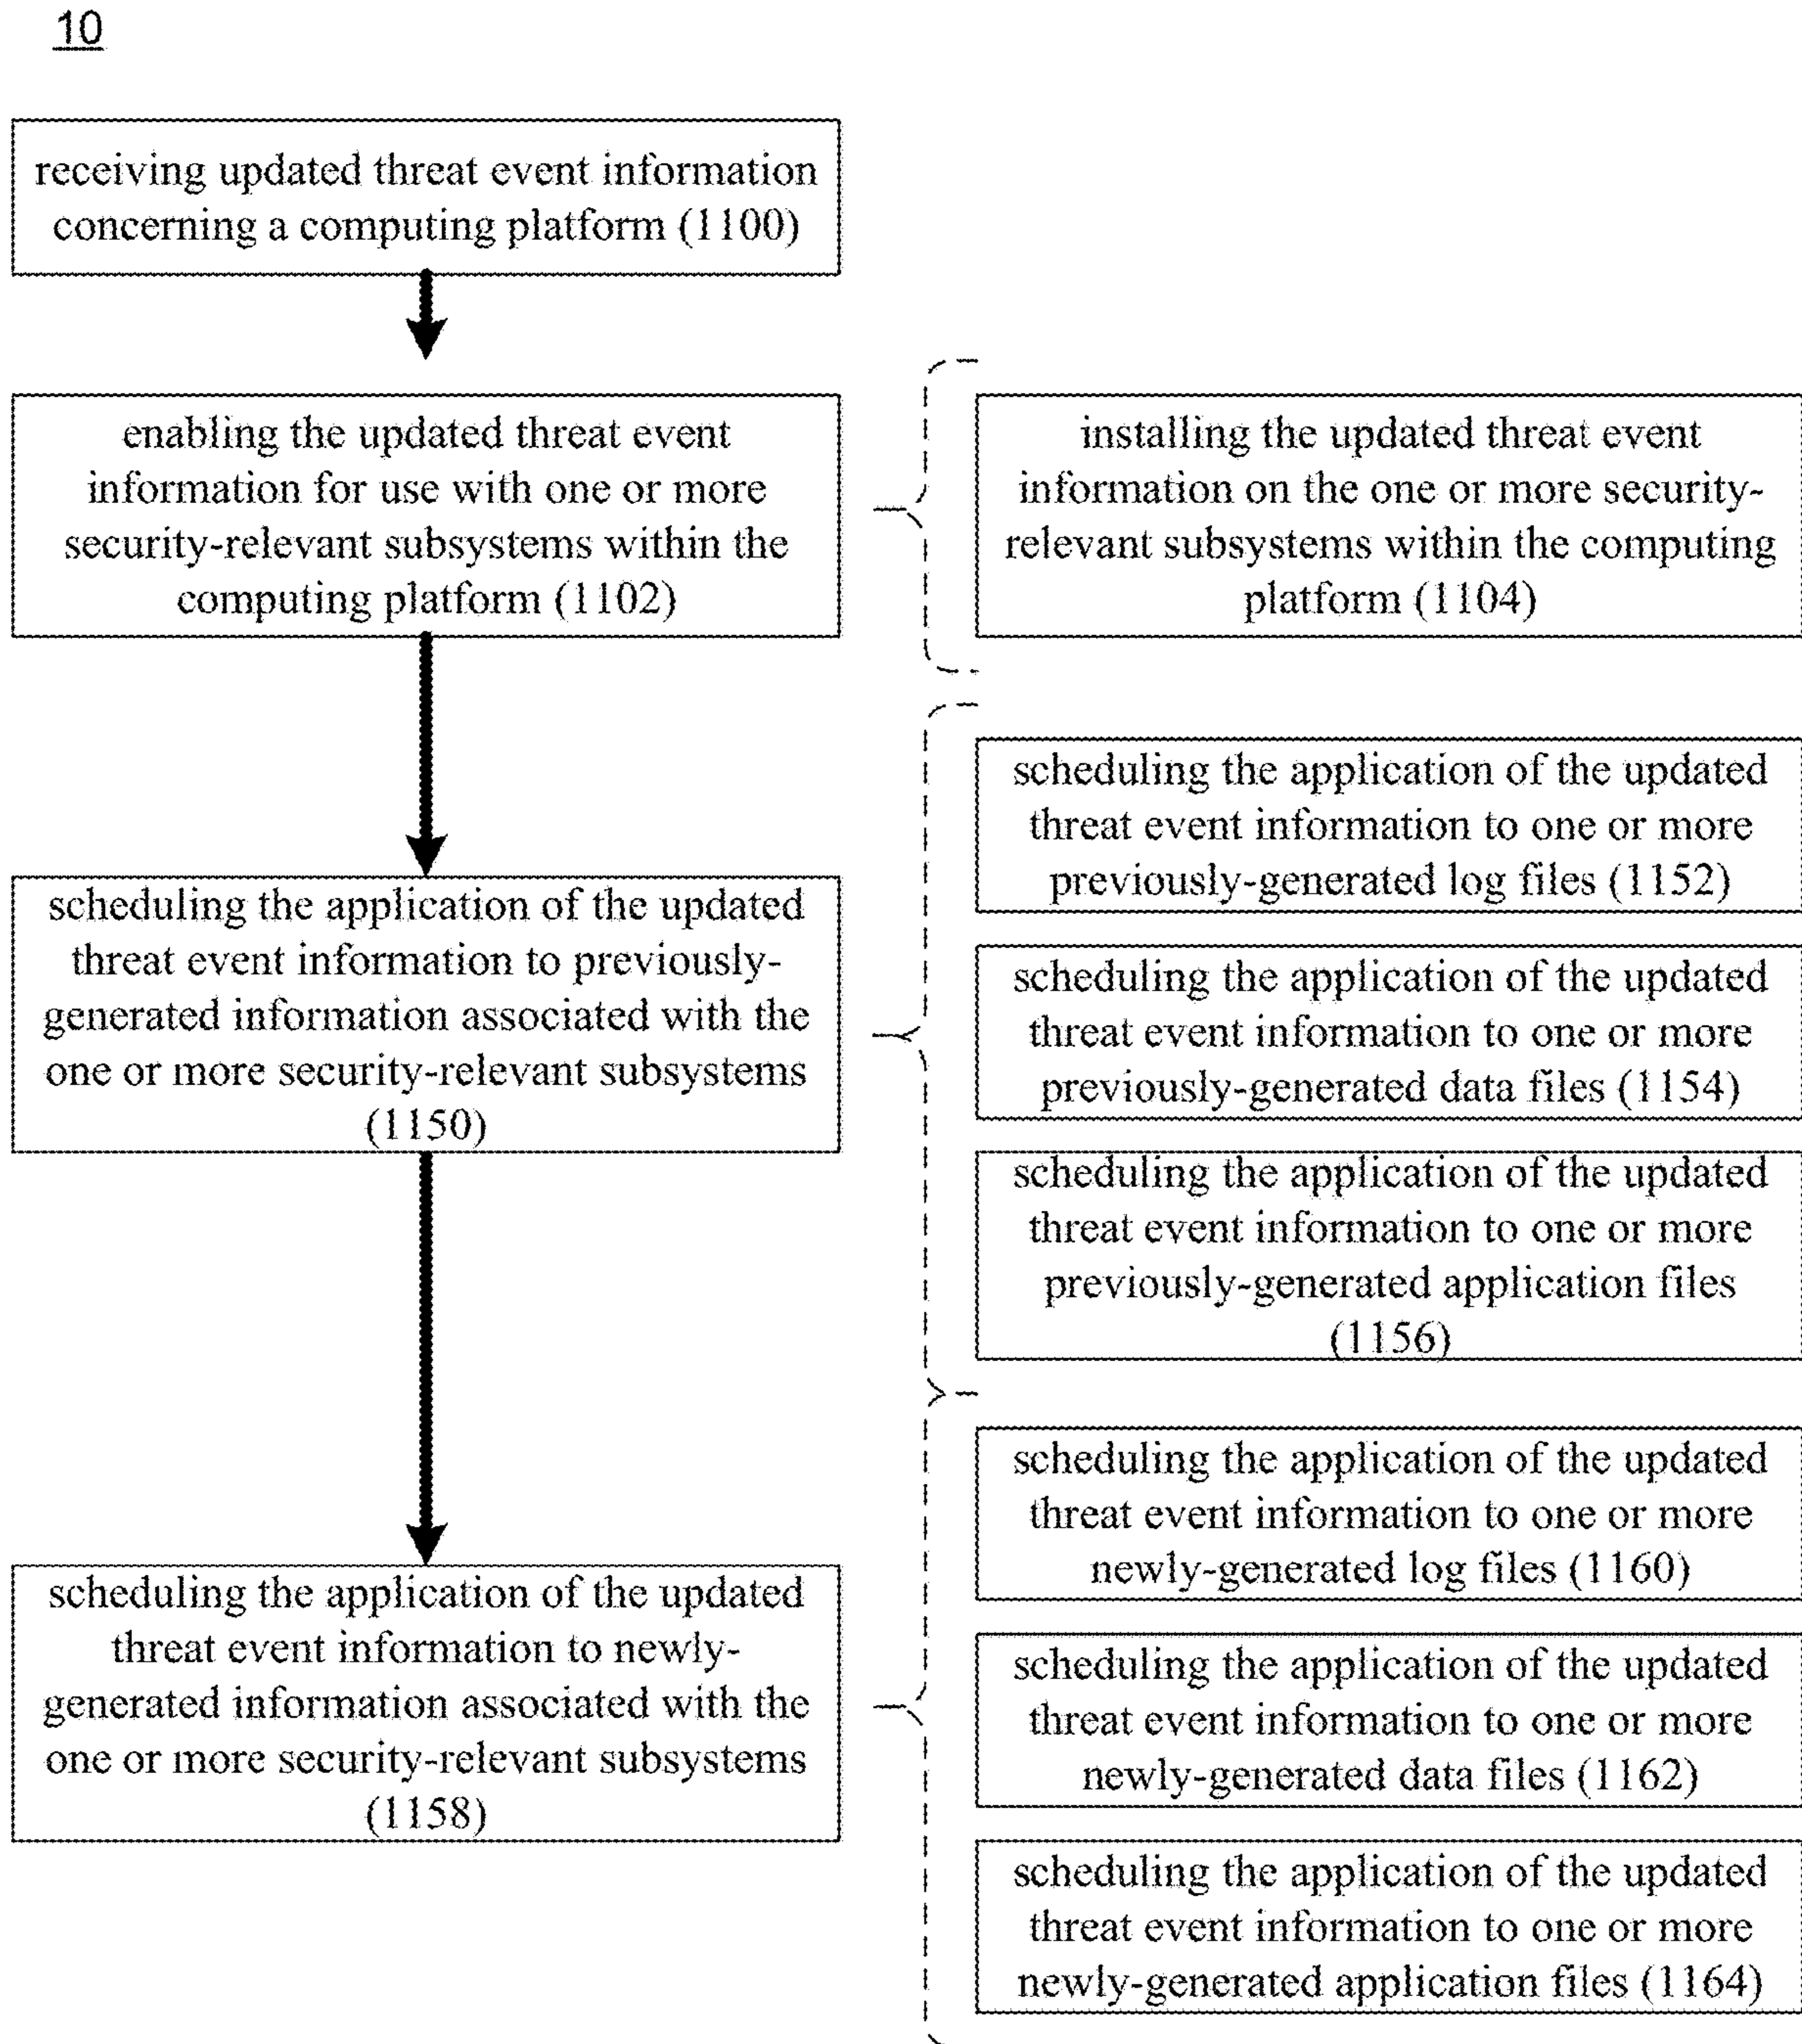 10
receiving updated threat event information
concerning a computing platform (1100)
enabling the updated threat event
information for use with one or more
security-relevant subsystems within the
computing platform (1102)
installing the updated threat event
information on the one or more security-
relevant subsystems within the computing
platform (1104)
scheduling the application of the updated
threat event information to previously-
generated information associated with the
one or more security-relevant subsystems
(1150)
scheduling the application of the updated
threat event information to one or more
previously-generated log files (1152)
scheduling the application of the updated
threat event information to one or more
previously-generated data files (1154)
scheduling the application of the updated
threat event information to one or more
previously-generated application files
(1156)
scheduling the application of the updated
threat event information to newly-
generated information associated with the
one or more security-relevant subsystems
(1158)
scheduling the application of the updated
threat event information to one or more
newly-generated log files (1160)
scheduling the application of the updated
threat event information to one or more
newly-generated data files (1162)
scheduling the application of the updated
threat event information to one or more
newly-generated application files (1164)